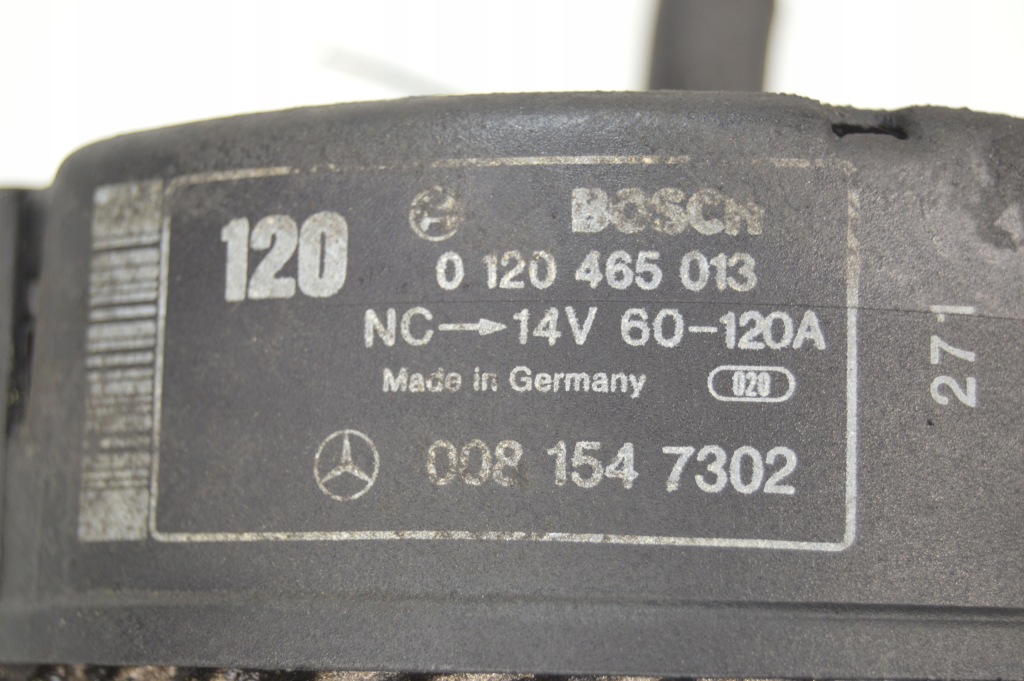 120 BOSCH
0 120 465 013
NC→14V 60-120A
Made in Germany 020
008 154 7302
271